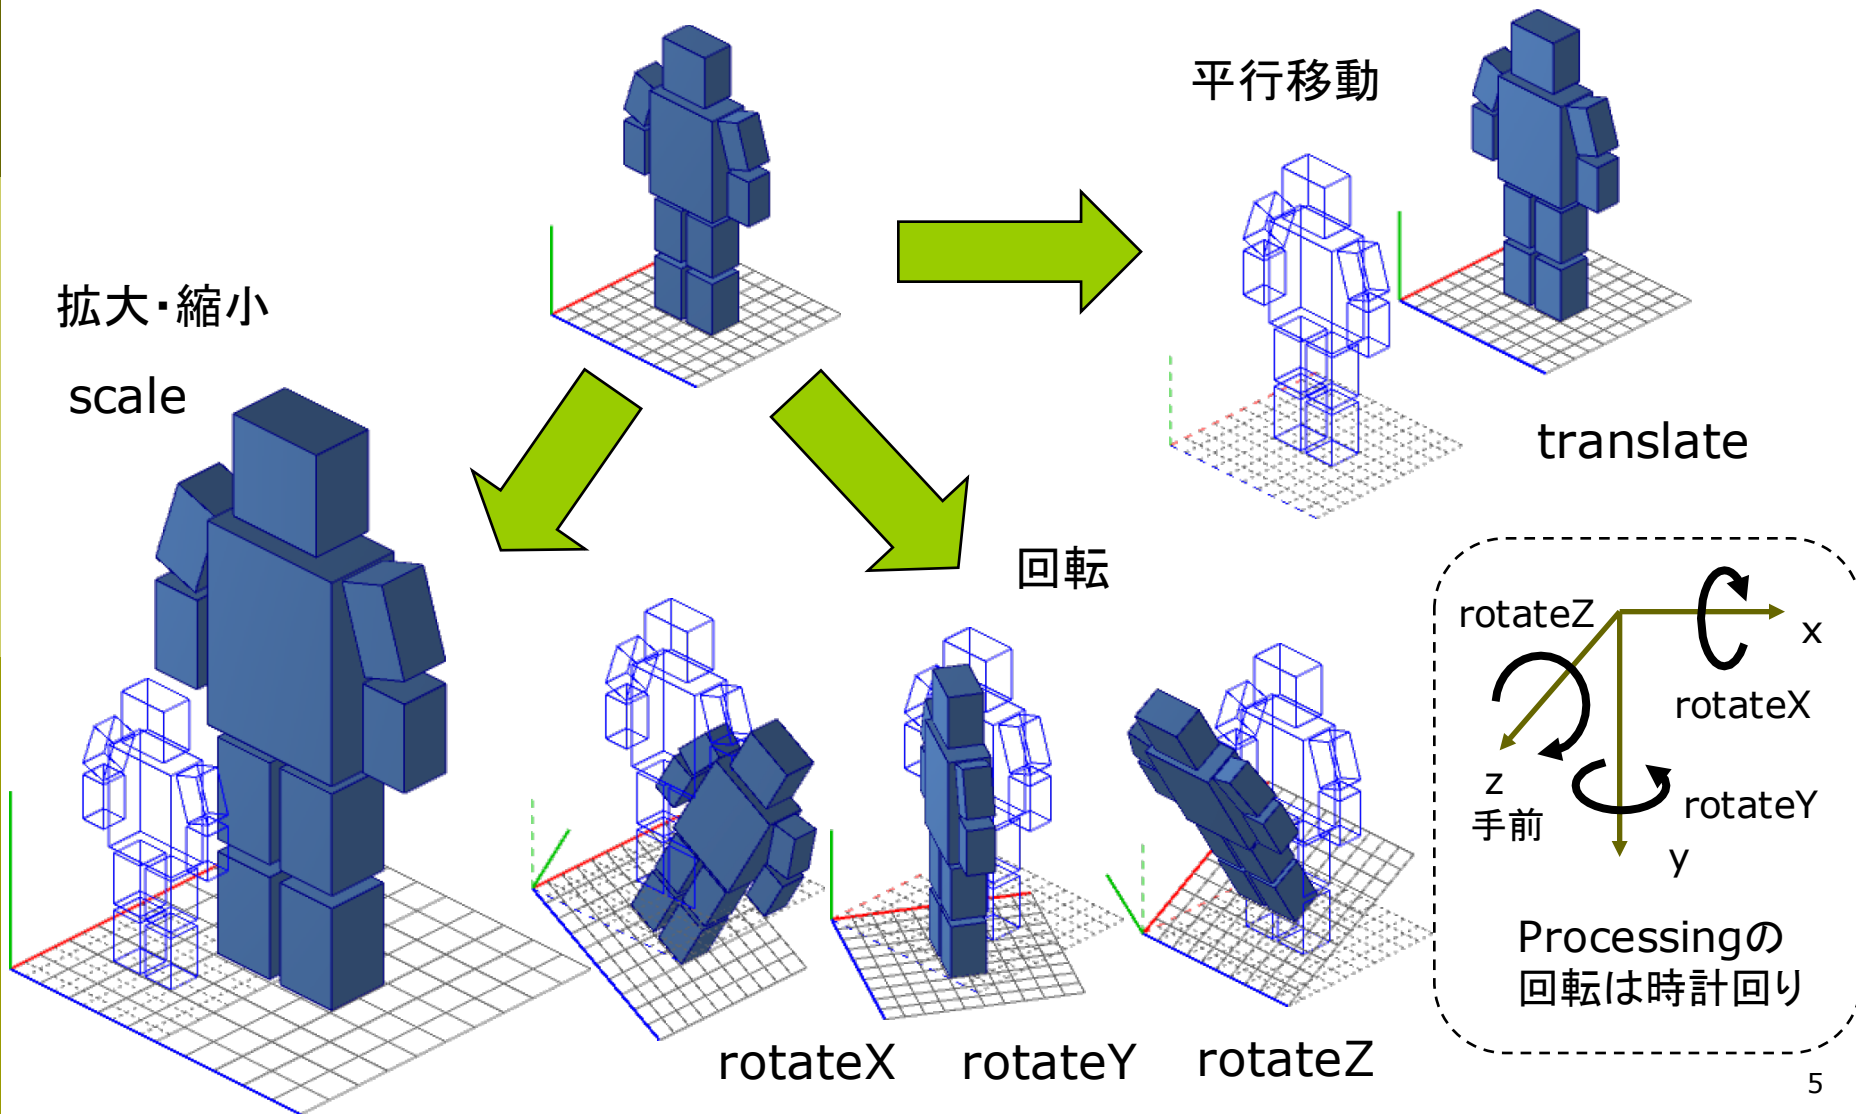 平行移動
拡大・縮小
scale
translate
回転
rotateZ
x
rotateX
z
手前
rotateY
y
Processingの
回転は時計回り
rotateX
rotateY
rotateZ
5